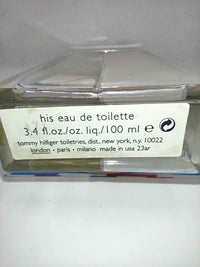 his eau de toilette
3.4 fl.oz./oz. liq./100 ml e
tommy hilfiger toiletries, dist., new york, n.y. 10022
london • paris • milano made in usa 23ar